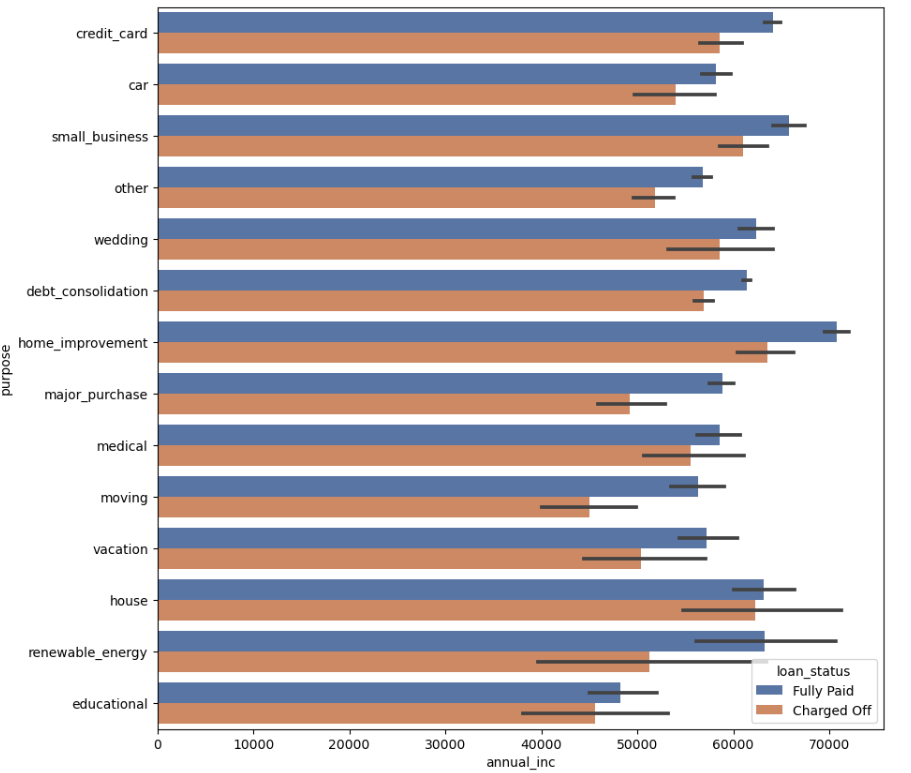 credit_card
car
small_business
other
wedding
debt_consolidation
home_improvement
major_purchase
medical
moving
vacation
house
renewable_energy
educational
purpose
loan_status
Fully Paid
Charged Off
0 10000 20000 30000 40000 50000 60000 70000
annual_inc